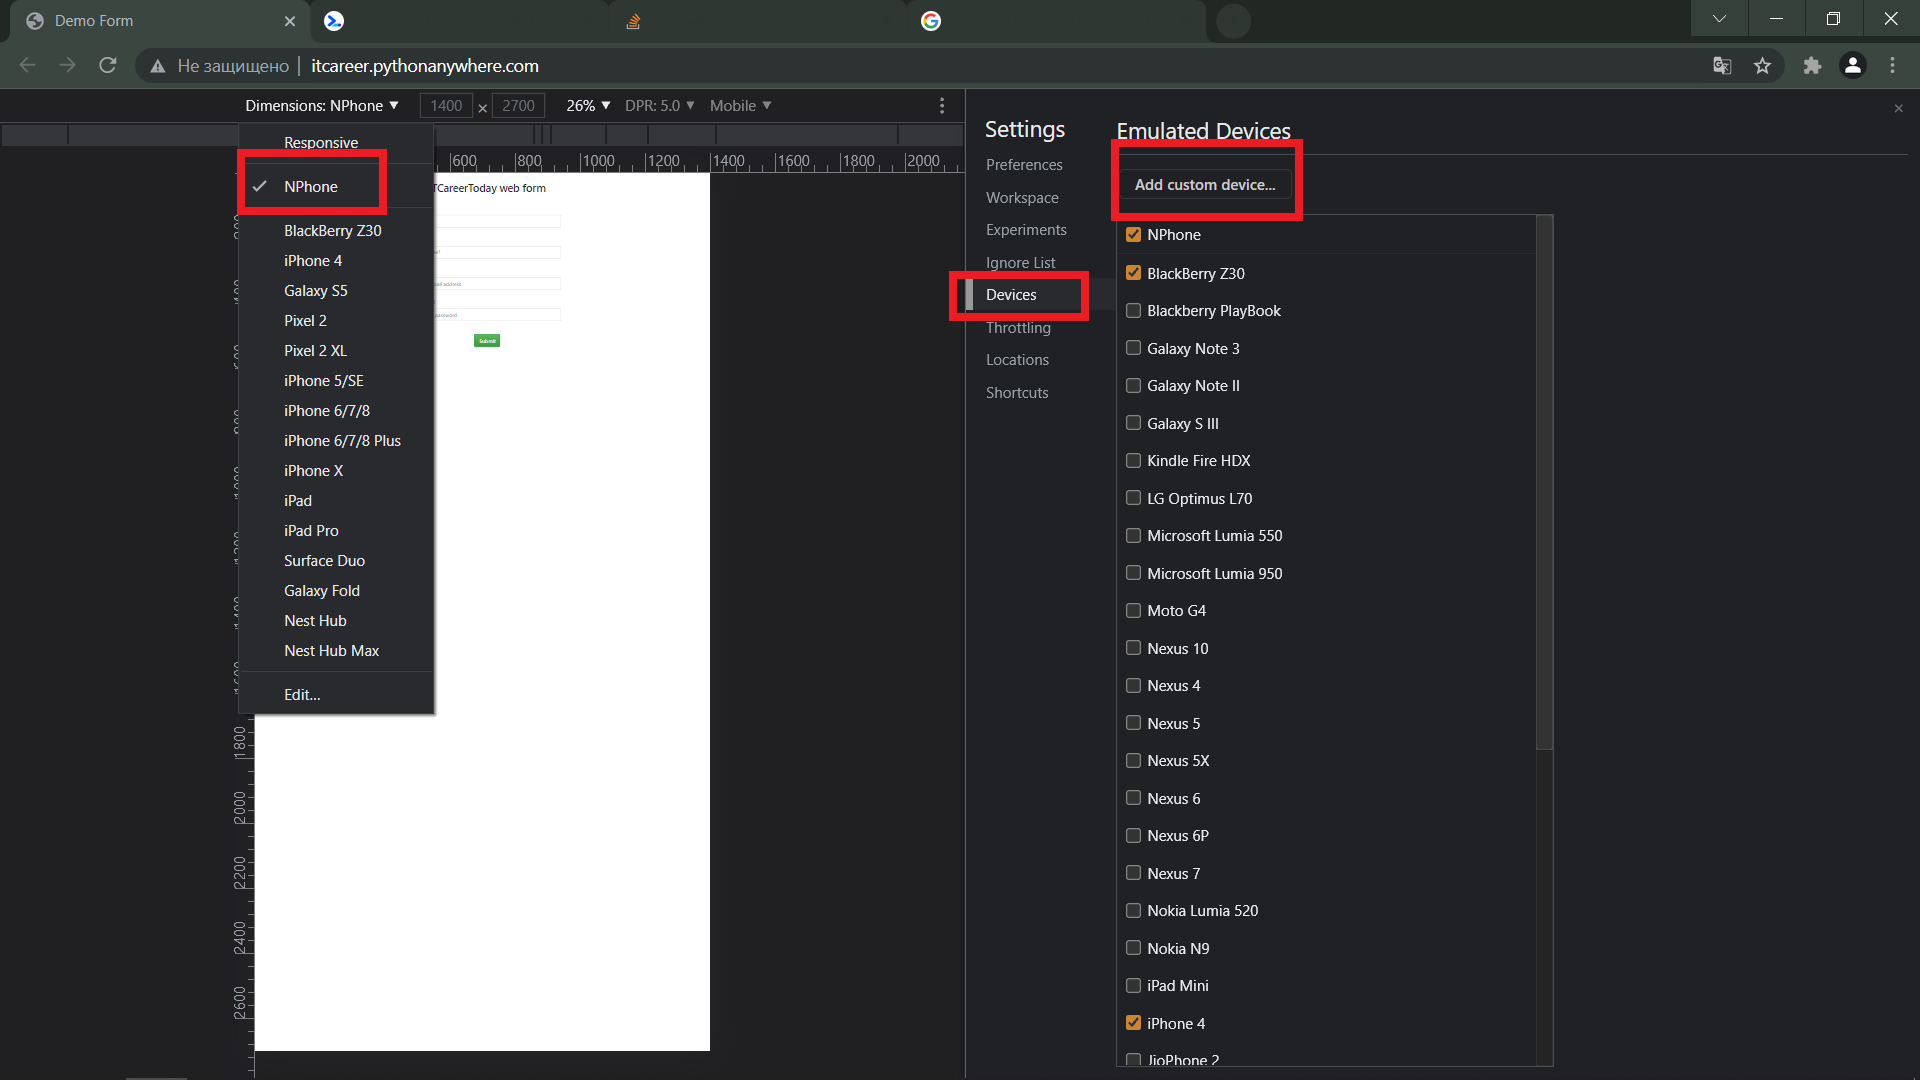 Demo Form
Не защищено
itcareer.pythonanywhere.com
Dimensions: NPhone ▼
1400 × 2700
26% ▼
DPR: 5.0 ▼
Mobile ▼
Responsive
NPhone
BlackBerry Z30
iPhone 4
Galaxy S5
Pixel 2
Pixel 2 XL
iPhone 5/SE
iPhone 6/7/8
iPhone 6/7/8 Plus
iPhone X
iPad
iPad Pro
Surface Duo
Galaxy Fold
Nest Hub
Nest Hub Max
Edit...
600 800 1000 1200 1400 1600 1800 2000
1800
2000
2200
2400
2600
TCareerToday web form
address
password
Submit
Settings
Preferences
Workspace
Experiments
Ignore List
Devices
Throttling
Locations
Shortcuts
Emulated Devices
Add custom device...
NPhone
BlackBerry Z30
Blackberry PlayBook
Galaxy Note 3
Galaxy Note II
Galaxy S III
Kindle Fire HDX
LG Optimus L70
Microsoft Lumia 550
Microsoft Lumia 950
Moto G4
Nexus 10
Nexus 4
Nexus 5
Nexus 5X
Nexus 6
Nexus 6P
Nexus 7
Nokia Lumia 520
Nokia N9
iPad Mini
iPhone 4
JioPhone 2